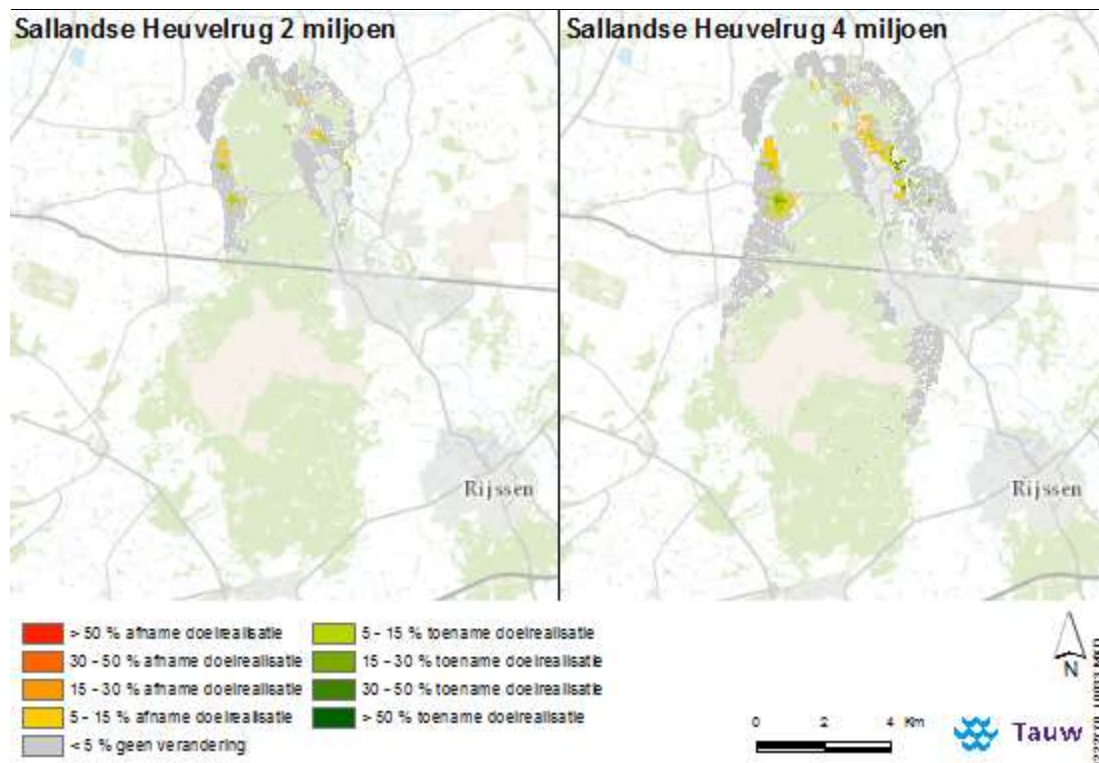 Sallandse Heuvelrug 2 miljoen
Sallandse Heuvelrug 4 miljoen
Rijssen
Rijssen
> 50 % afname doelrealisatie
30 - 50 % afname doelrealisatie
15 - 30 % afname doelrealisatie
5 - 15 % afname doelrealisatie
< 5 % geen verandering
5 - 15 % toename doelrealisatie
15 - 30 % toename doelrealisatie
30 - 50 % toename doelrealisatie
> 50 % toename doelrealisatie
N
0 2 4 Km
Tauw